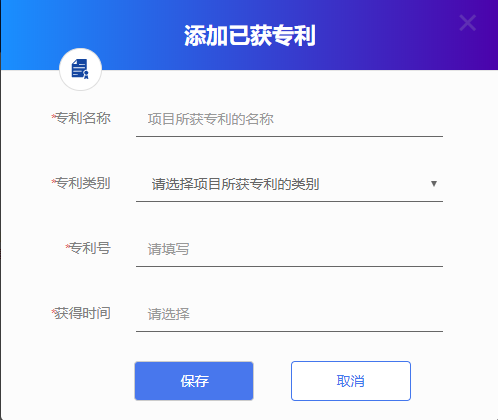 添加已获专利
*专利名称 项目所获专利的名称
*专利类别 请选择项目所获专利的类别
*专利号 请填写
*获得时间 请选择
保存 取消